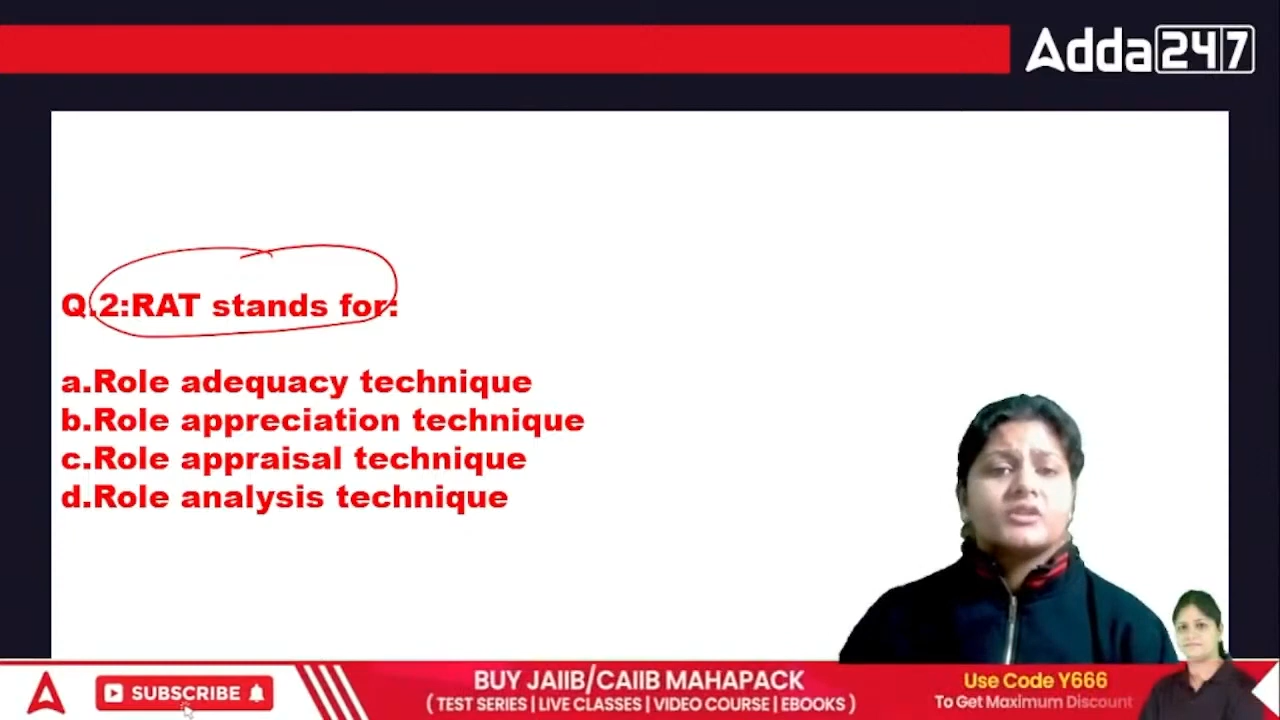 Adda247
Q.2:RAT stands for:
a.Role adequacy technique
b.Role appreciation technique
c.Role appraisal technique
d.Role analysis technique
SUBSCRIBE
BUY JAIIB/CAIIB MAHAPACK
( TEST SERIES | LIVE CLASSES | VIDEO COURSE | EBOOKS )
Use Code Y666
To Get Maximum Discount